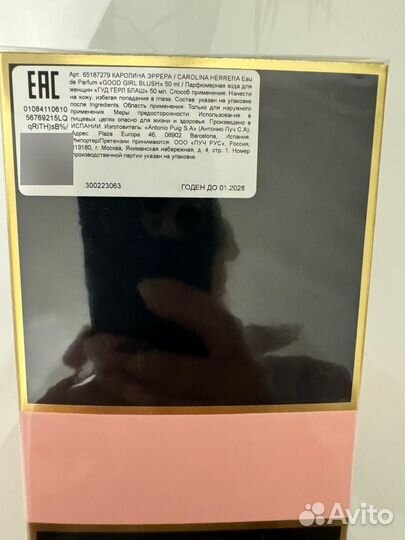 EAC
01084110610
56769215LQ
qRiTH)sB%/
Арт. 65187279 КАРОЛИНА ЭРРЕРА / CAROLINA HERRERA Eau
de Parfum «GOOD GIRL BLUSH» 50 ml / Парфюмерная вода для
женщин «ГУД ГЁРЛ БЛАШ» 50 мл. Способ применения: Нанести
на кожу, избегая попадания в глаза. Состав: указан на упаковке
после Ingredients. Область применения: Только для наружного
применения. Меры предосторожности: Использование в
пищевых целях опасно для жизни и здоровья. Произведено в
ИСПАНИИ. Изготовитель: «Antonio Puig S.A» (Антонио Пуч С.А),
Адрес: Plaza Europa 46, 08902 Barcelona, Испания.
Импортер/Претензии принимаются: ООО «ПУЧ РУС», Россия,
119180, г. Москва, Якиманская набережная, д. 4, стр. 1. Номер
производственной партии указан на упаковке.
300223063
ГОДЕН ДО 01.2026
Avito